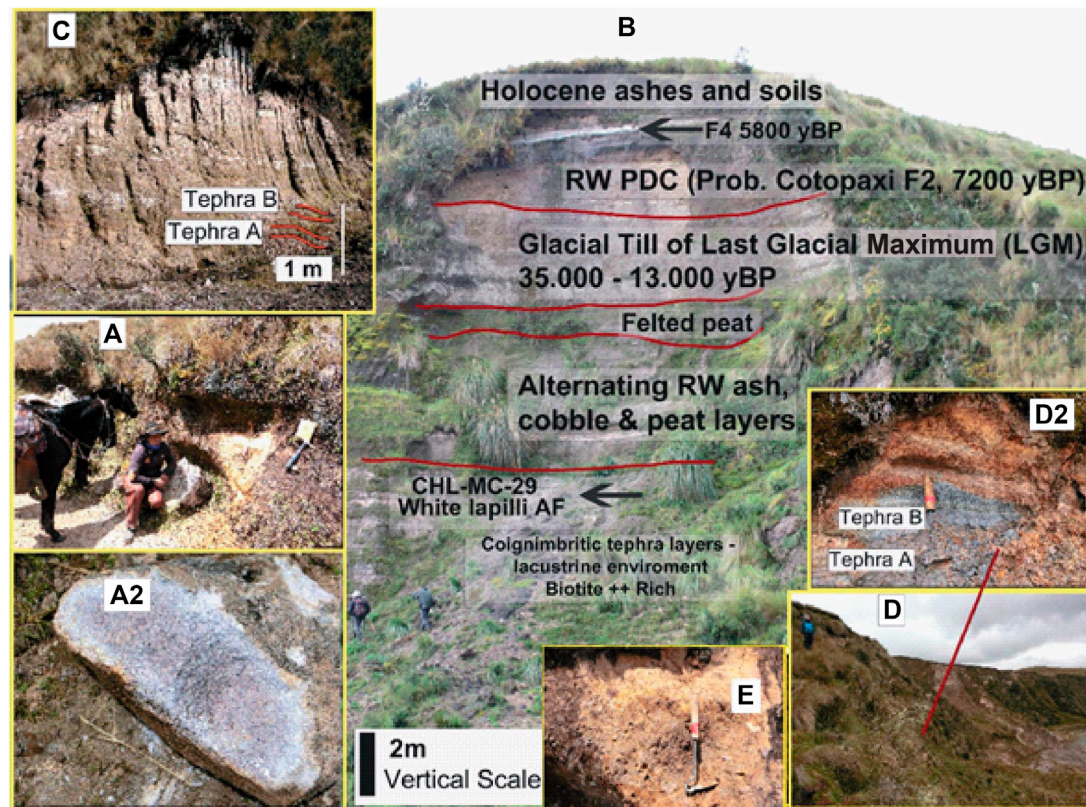 C
Tephra B
Tephra A
1 m
A
A2
B
Holocene ashes and soils
F4 5800 yBP
RW PDC (Prob. Cotopaxi F2, 7200 yBP)
Glacial Till of Last Glacial Maximum (LGM)
35.000 - 13.000 yBP
Felted peat
Alternating RW ash,
cobble & peat layers
CHL-MC-29
White lapilli AF
Coignimbritic tephra layers -
lacustrine enviroment
Biotite ++ Rich
2m
Vertical Scale
E
D2
Tephra B
Tephra A
D